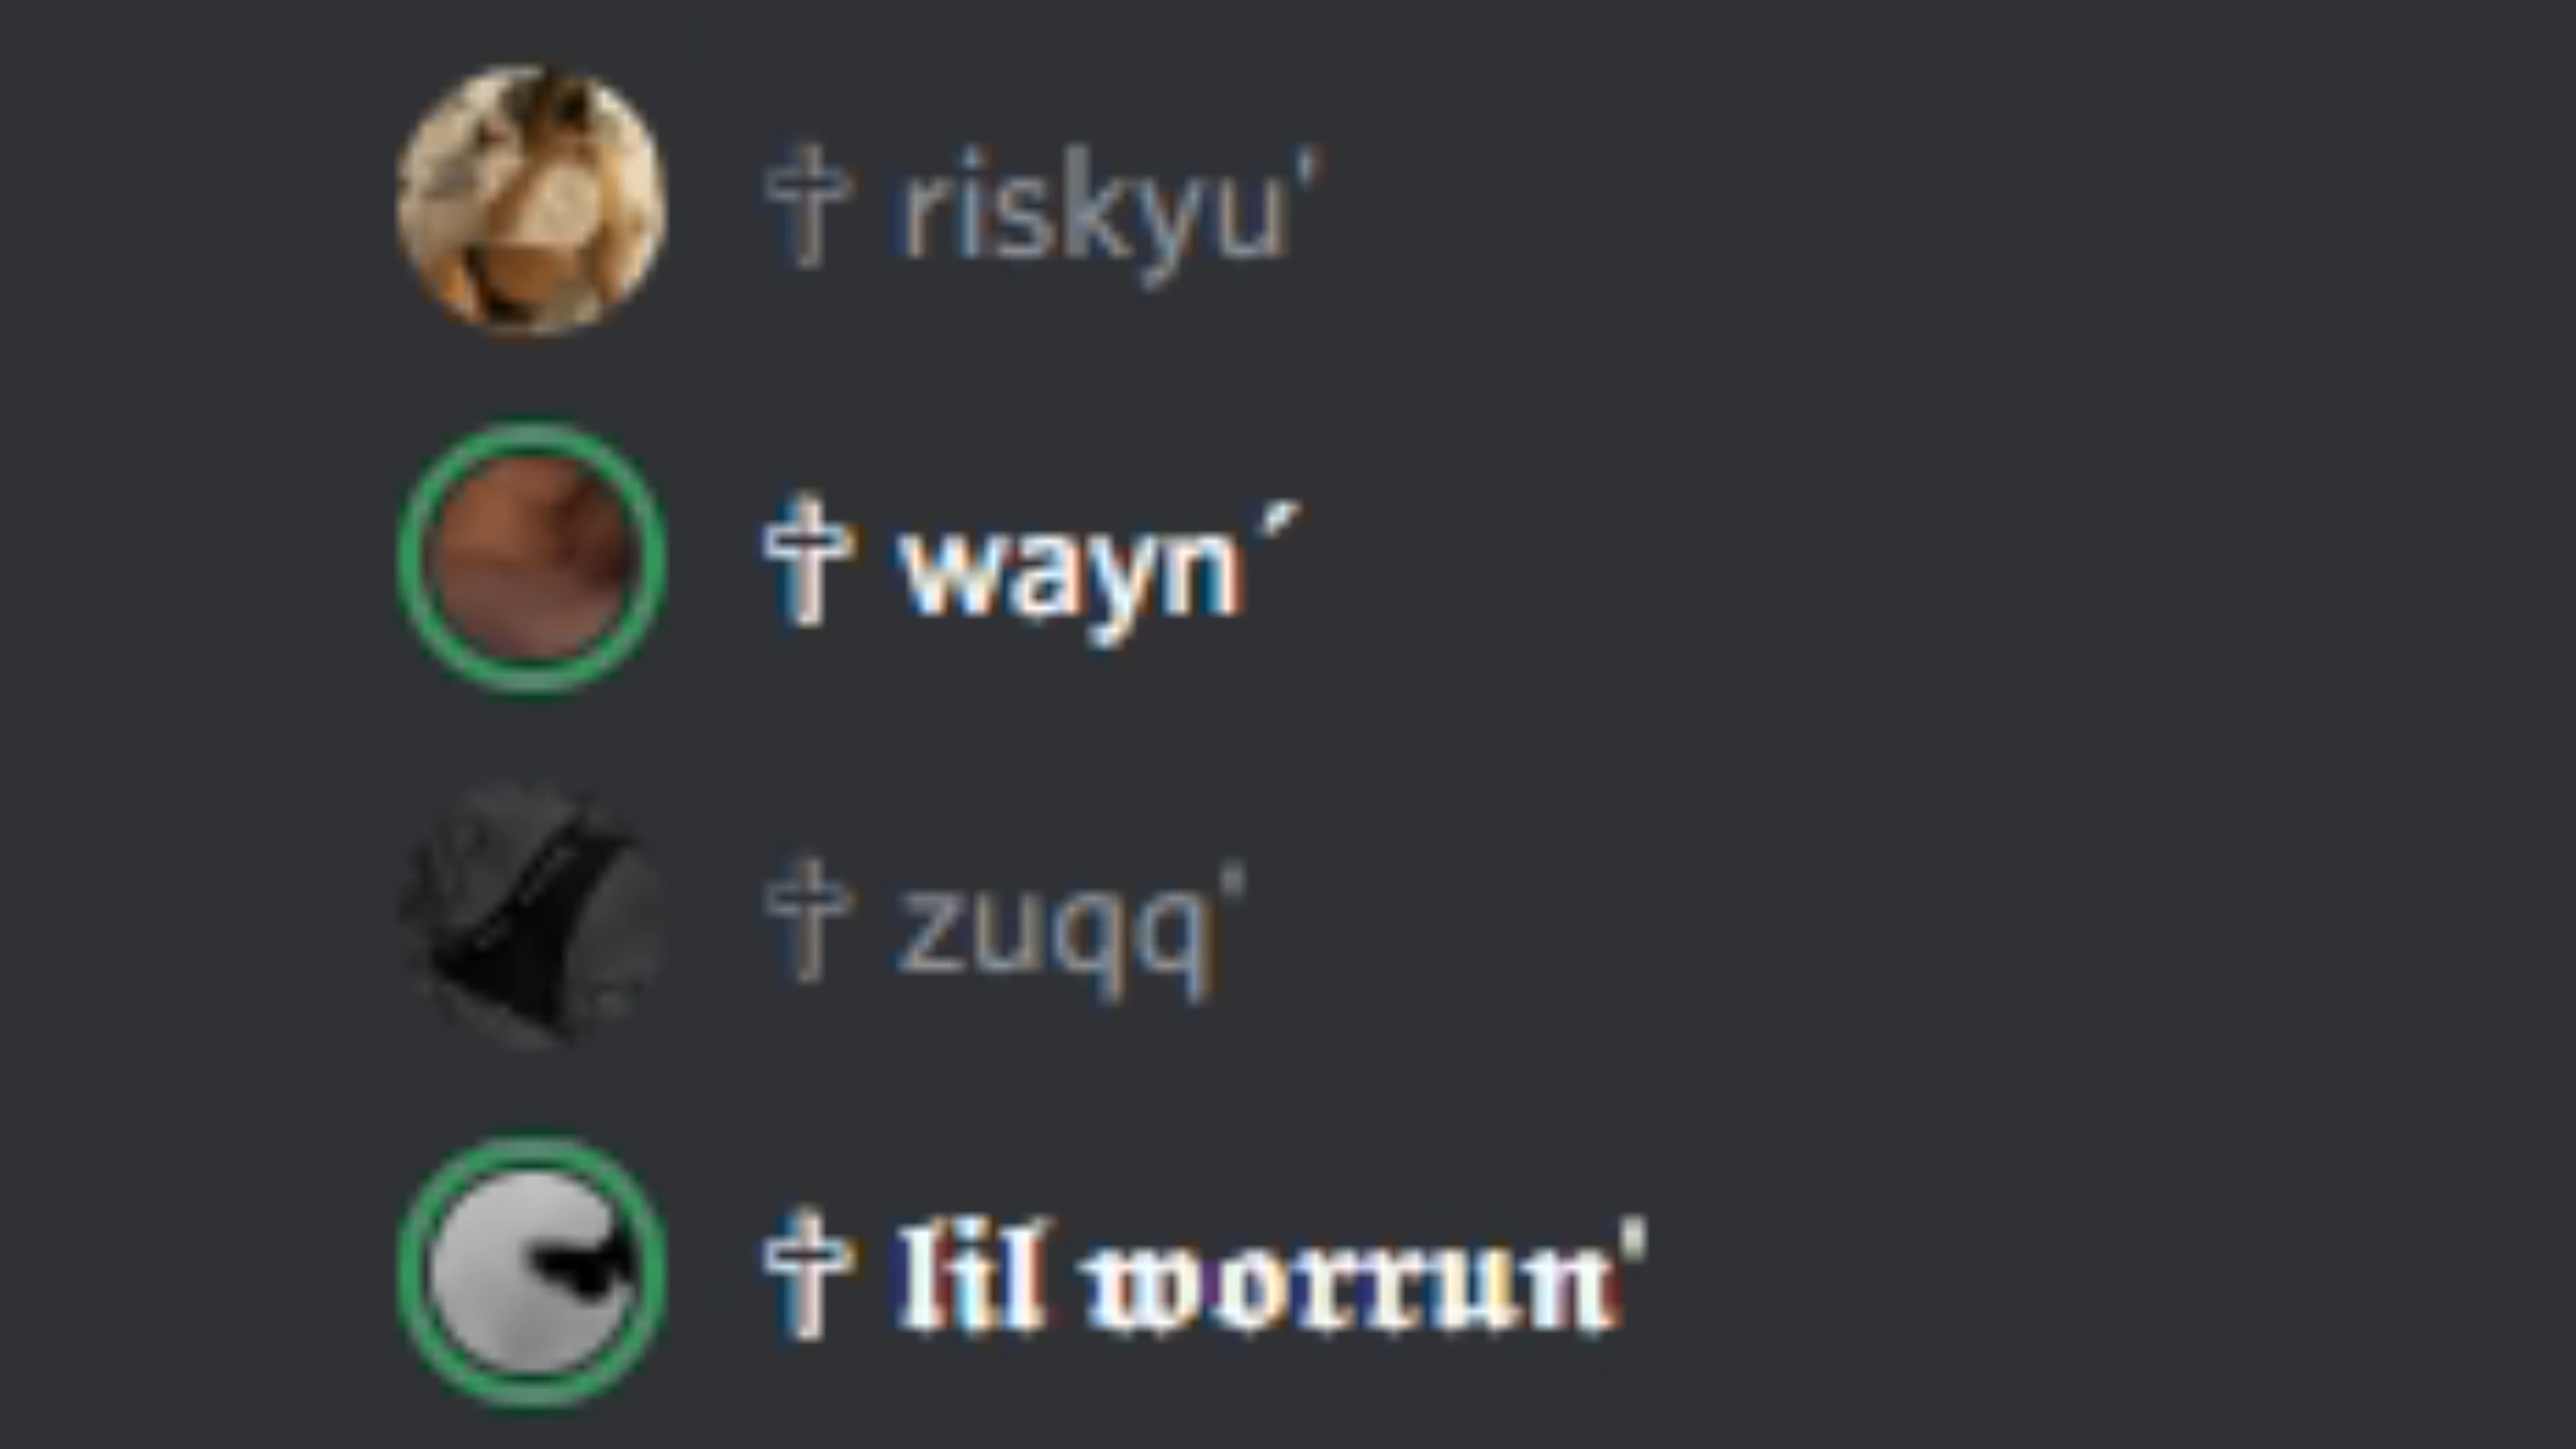 ✝ riskyu'
✝ wayn´
✝ zuqq'
✝ 𝖑𝖎𝖑 𝖜𝖔𝖗𝖗𝖚𝖓'